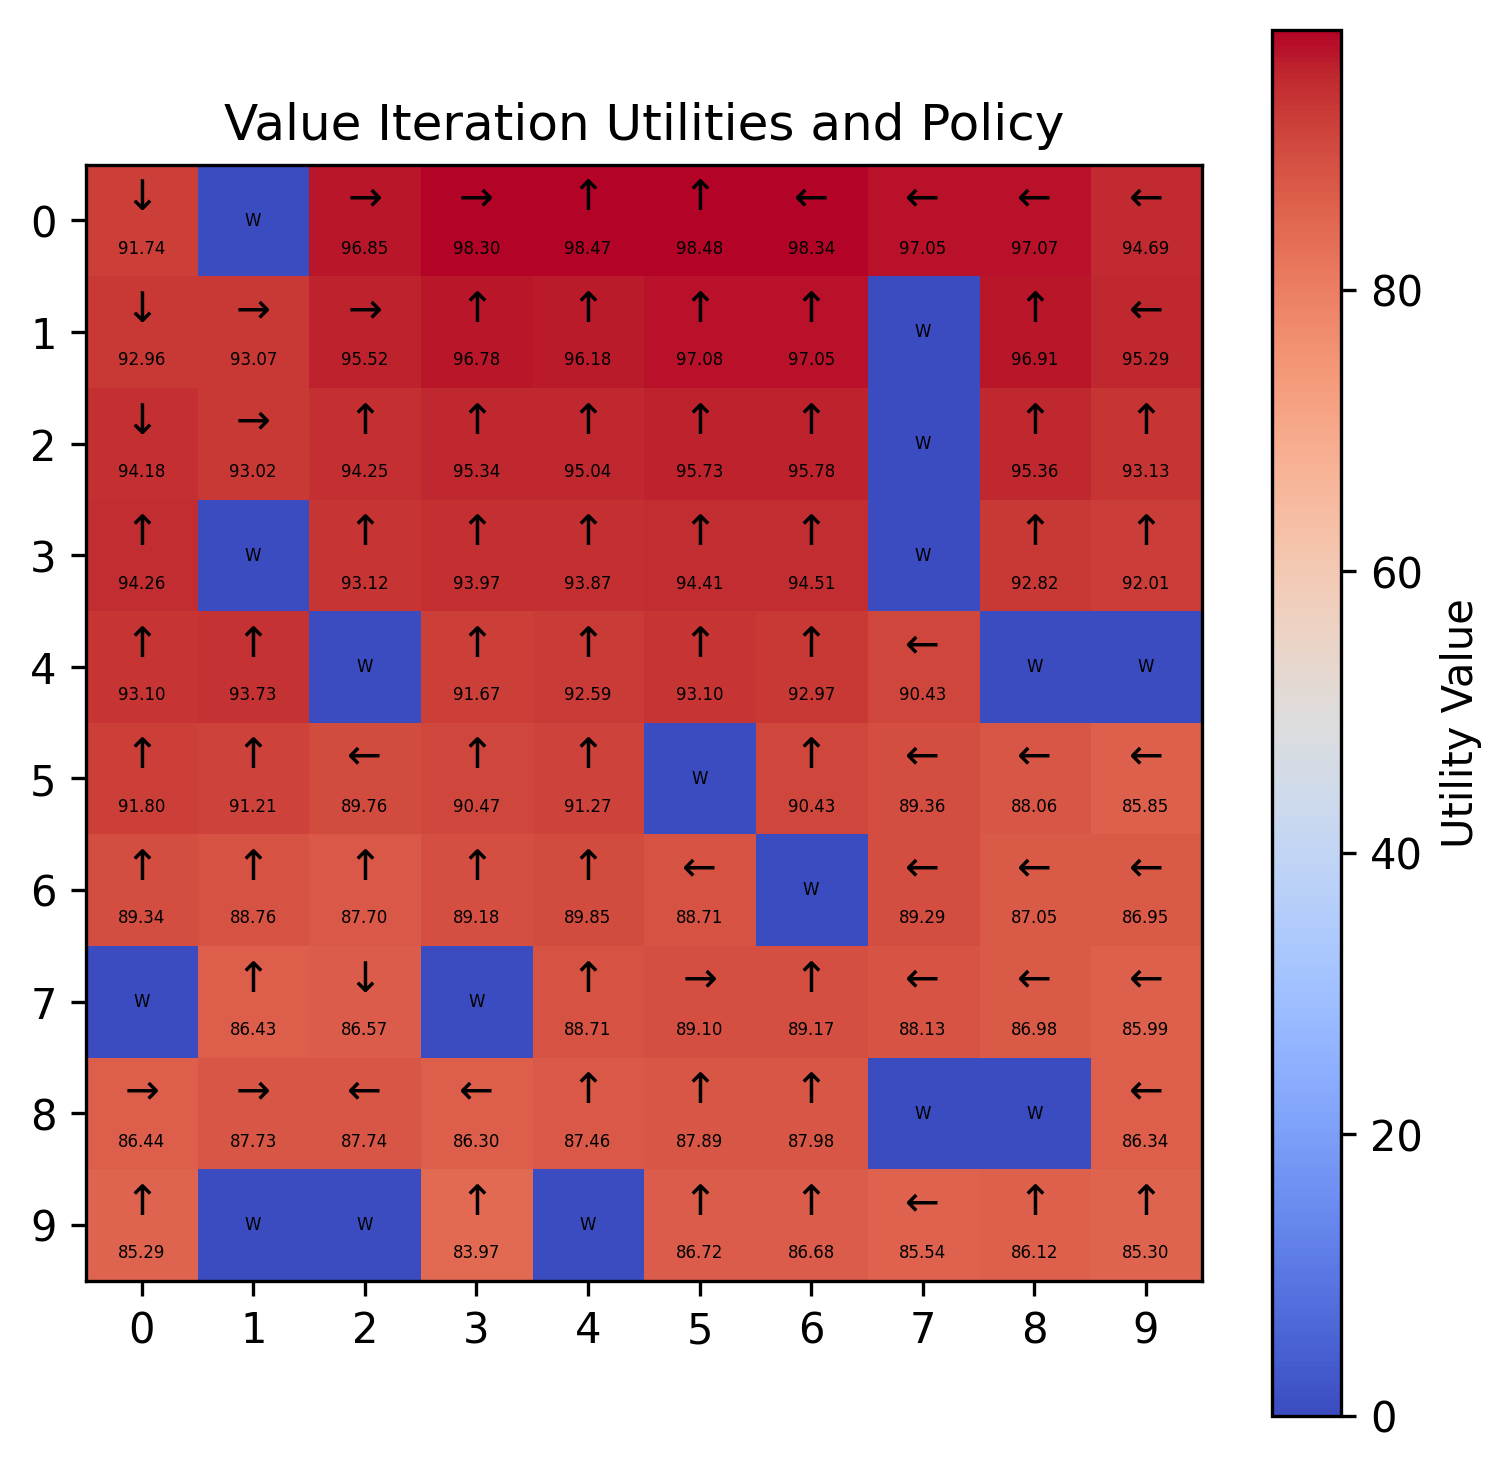 Value Iteration Utilities and Policy
0 ↓ W → → ↑ ↑ ← ← ← ←
91.74 96.85 98.30 98.47 98.48 98.34 97.05 97.07 94.69
1 ↓ → → ↑ ↑ ↑ ↑ W ↑ ←
92.96 93.07 95.52 96.78 96.18 97.08 97.05 96.91 95.29
2 ↓ → ↑ ↑ ↑ ↑ ↑ W ↑ ↑
94.18 93.02 94.25 95.34 95.04 95.73 95.78 95.36 93.13
3 ↑ W ↑ ↑ ↑ ↑ ↑ W ↑ ↑
94.26 93.12 93.97 93.87 94.41 94.51 92.82 92.01
4 ↑ ↑ W ↑ ↑ ↑ ↑ ← W W
93.10 93.73 91.67 92.59 93.10 92.97 90.43
5 ↑ ↑ ← ↑ ↑ W ↑ ← ← ←
91.80 91.21 89.76 90.47 91.27 90.43 89.36 88.06 85.85
6 ↑ ↑ ↑ ↑ ↑ ← W ← ← ←
89.34 88.76 87.70 89.18 89.85 88.71 89.29 87.05 86.95
7 W ↑ ↓ W ↑ → ↑ ← ← ←
86.43 86.57 88.71 89.10 89.17 88.13 86.98 85.99
8 → → ← ← ↑ ↑ ↑ W W ←
86.44 87.73 87.74 86.30 87.46 87.89 87.98 86.34
9 ↑ W W ↑ W ↑ ↑ ← ↑ ↑
85.29 83.97 86.72 86.68 85.54 86.12 85.30
0 1 2 3 4 5 6 7 8 9
80
60
40
20
0
Utility Value